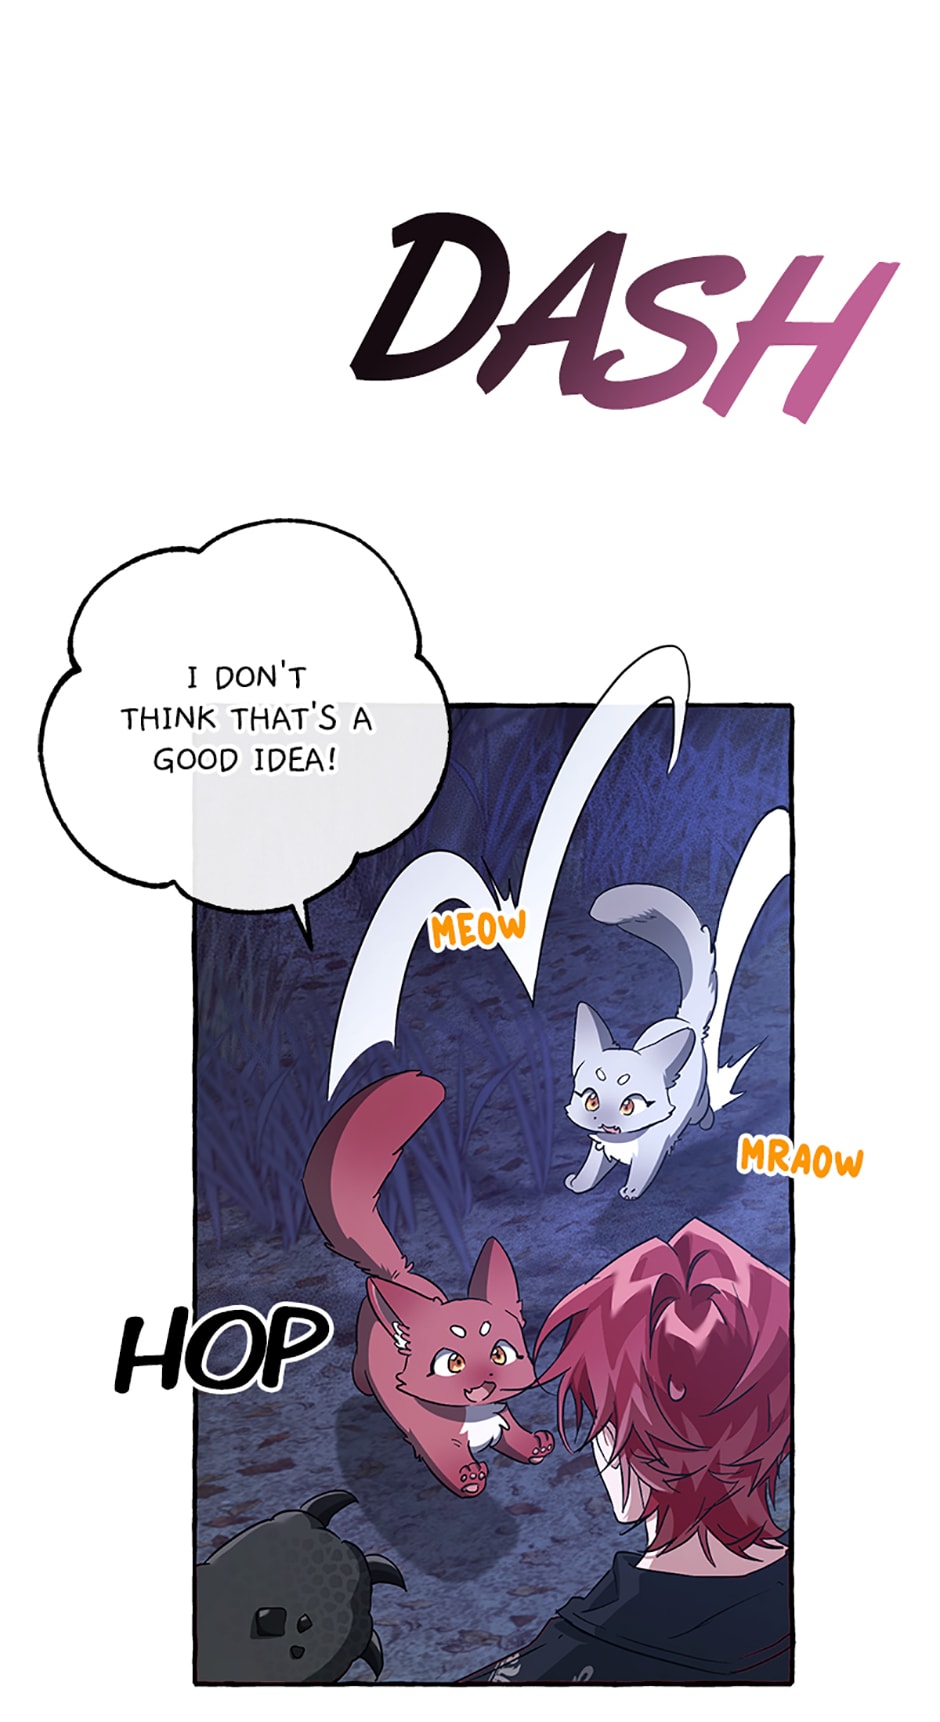 DASH
I DON'T
THINK THAT'S A
GOOD IDEA!
MEOW
MRAOW
HOP